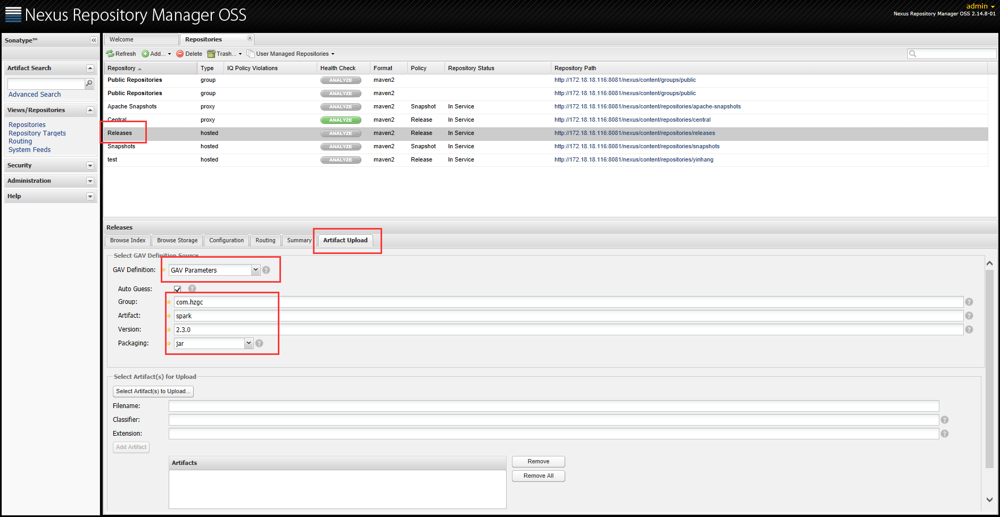 Nexus Repository Manager OSS
admin
Nexus Repository Manager OSS 2.14.8-01
Sonatype™
Welcome
Repositories
Refresh Add... Delete Trash... User Managed Repositories
Artifact Search
Advanced Search
Views/Repositories
Repositories
Repository Targets
Routing
System Feeds
Security
Administration
Help
Repository Type IQ Policy Violations Health Check Format Policy Repository Status Repository Path
Public Repositories group ANALYZE maven2 http://172.18.18.116:8081/nexus/content/groups/public
Public Repositories group ANALYZE maven2 http://172.18.18.116:8081/nexus/content/groups/public
Apache Snapshots proxy ANALYZE maven2 Snapshot In Service http://172.18.18.116:8081/nexus/content/repositories/apache-snapshots
Central proxy ANALYZE maven2 Release In Service http://172.18.18.116:8081/nexus/content/repositories/central
Releases hosted ANALYZE maven2 Release In Service http://172.18.18.116:8081/nexus/content/repositories/releases
Snapshots hosted ANALYZE maven2 Snapshot In Service http://172.18.18.116:8081/nexus/content/repositories/snapshots
test hosted ANALYZE maven2 Release In Service http://172.18.18.116:8081/nexus/content/repositories/yinhang
Releases
Browse Index Browse Storage Configuration Routing Summary Artifact Upload
Select GAV Definition Source
GAV Definition: GAV Parameters
Auto Guess:
Group: com.hzgc
Artifact: spark
Version: 2.3.0
Packaging: jar
Select Artifact(s) for Upload
Select Artifact(s) to Upload...
Filename:
Classifier:
Extension:
Add Artifact
Artifacts
Remove
Remove All